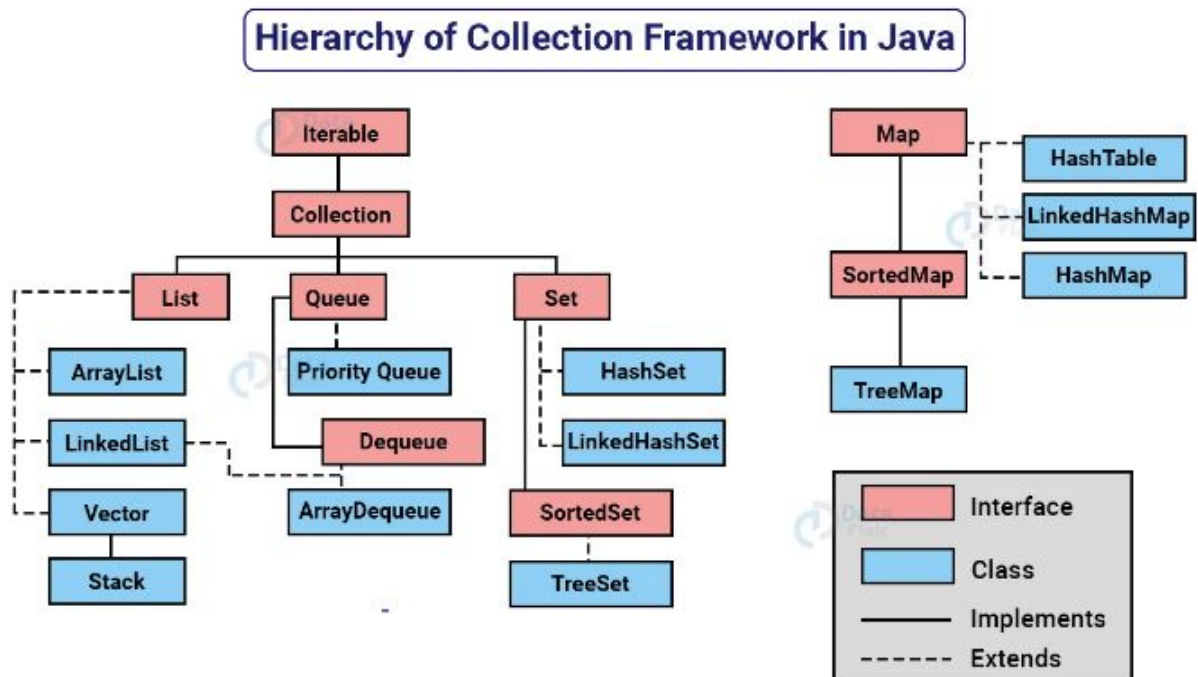 Hierarchy of Collection Framework in Java
Iterable
Collection
List
Queue
Set
ArrayList
Priority Queue
HashSet
LinkedList
Dequeue
LinkedHashSet
Vector
ArrayDequeue
SortedSet
Stack
TreeSet
Map
HashTable
LinkedHashMap
SortedMap
HashMap
TreeMap
Interface
Class
Implements
Extends